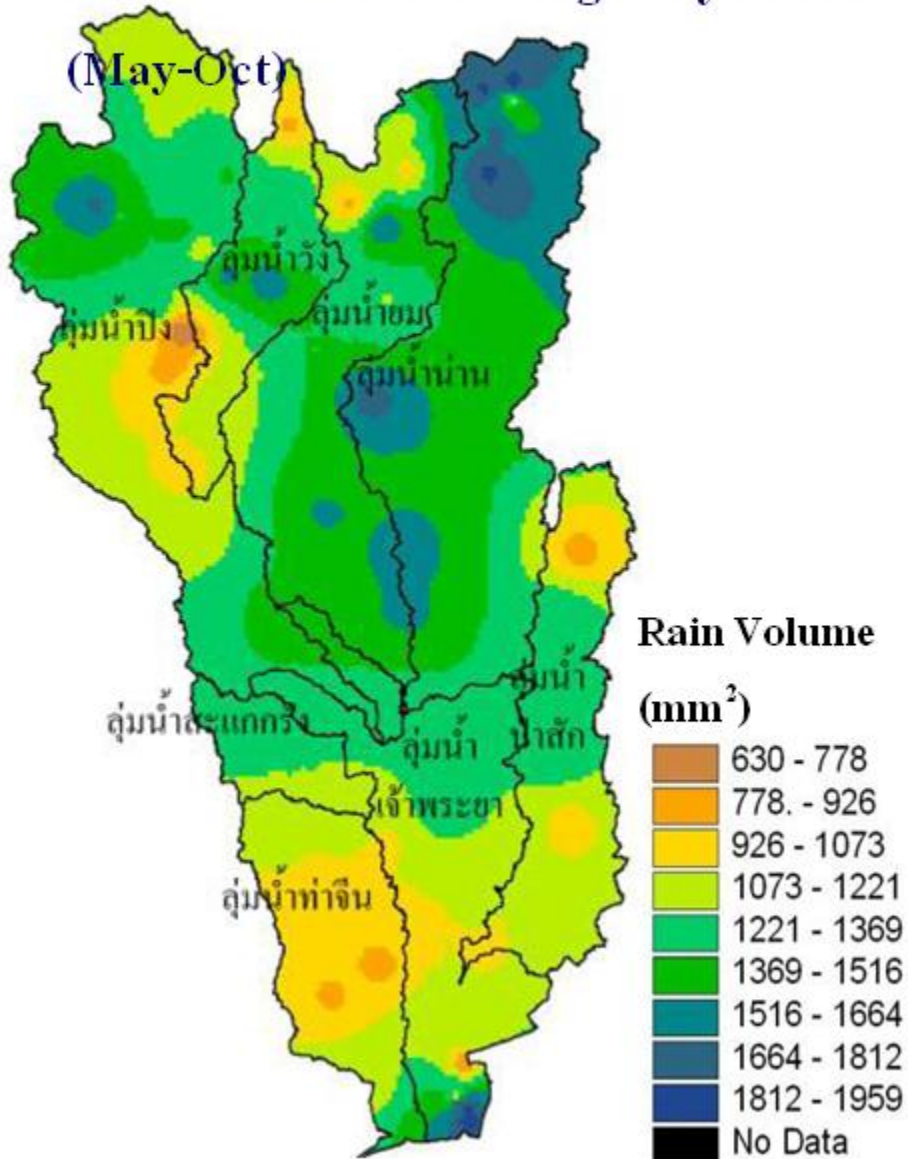 (May-Oct)
ลุ่มน้ำวัง
ลุ่มน้ำปิง
ลุ่มน้ำยม
ลุ่มน้ำน่าน
ลุ่มน้ำ
ป่าสัก
ลุ่มน้ำสะแกกรัง
ลุ่มน้ำ
เจ้าพระยา
ลุ่มน้ำท่าจีน
Rain Volume
(mm²)
630 - 778
778. - 926
926 - 1073
1073 - 1221
1221 - 1369
1369 - 1516
1516 - 1664
1664 - 1812
1812 - 1959
No Data